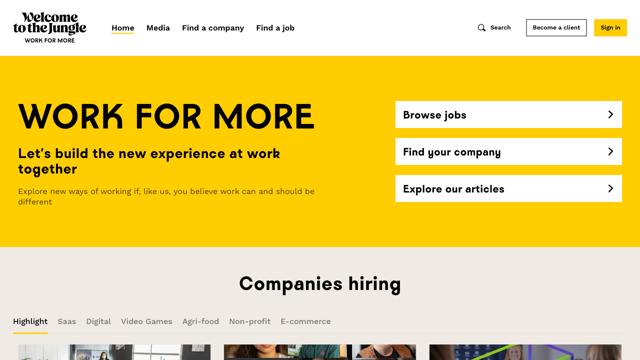 Welcome
to the Jungle
WORK FOR MORE
Home
Media
Find a company
Find a job
Search
Become a client
Sign in
WORK FOR MORE
Let's build the new experience at work
together
Explore new ways of working if, like us, you believe work can and should be
different
Browse jobs
Find your company
Explore our articles
Companies hiring
Highlight
Saas
Digital
Video Games
Agri-food
Non-profit
E-commerce